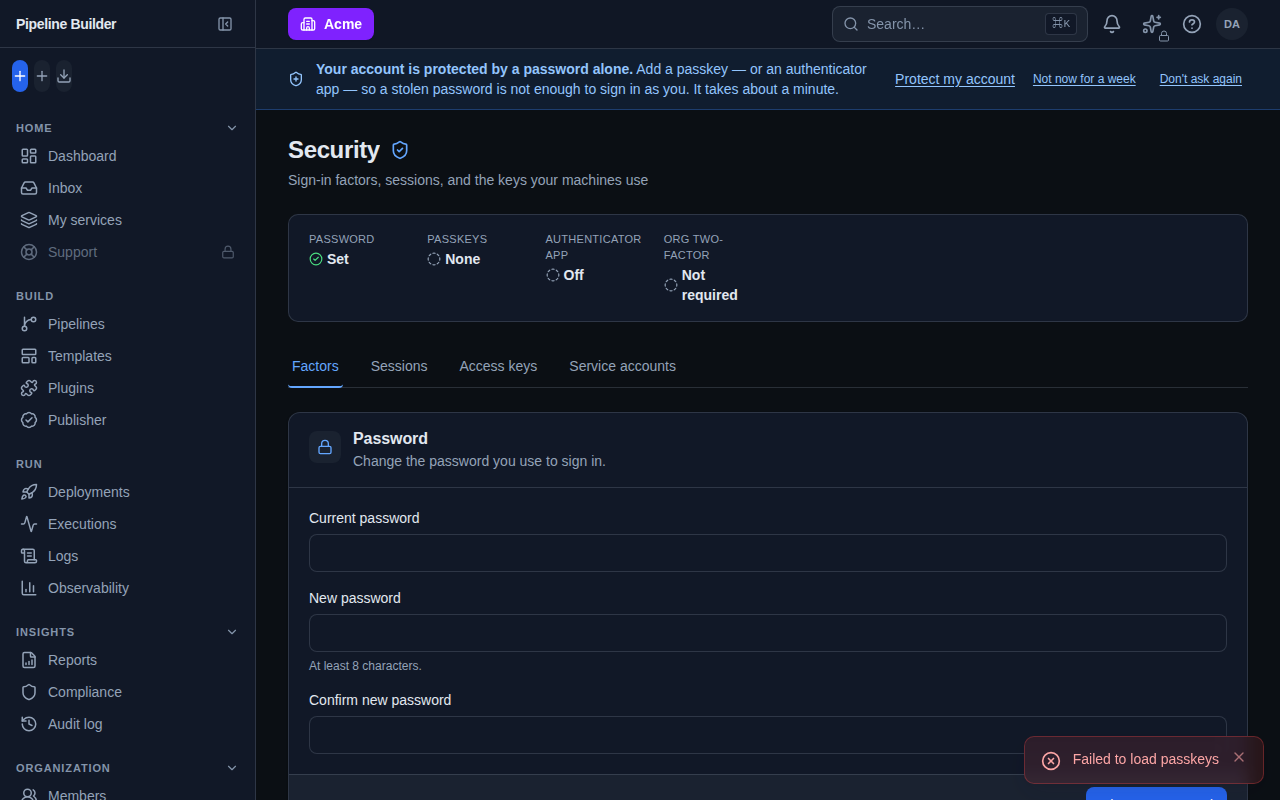 Pipeline Builder
Acme
Search…
⌘K
DA
Your account is protected by a password alone. Add a passkey — or an authenticator
app — so a stolen password is not enough to sign in as you. It takes about a minute.
Protect my account
Not now for a week
Don't ask again
HOME
Dashboard
Inbox
My services
Support
BUILD
Pipelines
Templates
Plugins
Publisher
RUN
Deployments
Executions
Logs
Observability
INSIGHTS
Reports
Compliance
Audit log
ORGANIZATION
Members
Security
Sign-in factors, sessions, and the keys your machines use
PASSWORD
Set
PASSKEYS
None
AUTHENTICATOR
APP
Off
ORG TWO-
FACTOR
Not
required
Factors
Sessions
Access keys
Service accounts
Password
Change the password you use to sign in.
Current password
New password
At least 8 characters.
Confirm new password
Failed to load passkeys